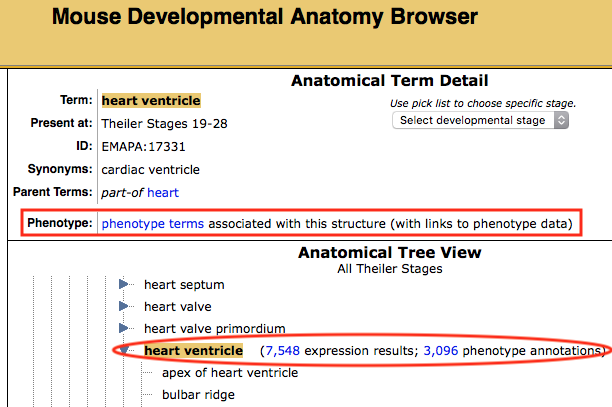 Mouse Developmental Anatomy Browser
Anatomical Term Detail
Term: heart ventricle
Use pick list to choose specific stage.
Present at: Theiler Stages 19-28
Select developmental stage
ID: EMAPA:17331
Synonyms: cardiac ventricle
Parent Terms: part-of heart
Phenotype: phenotype terms associated with this structure (with links to phenotype data)
Anatomical Tree View
All Theiler Stages
heart septum
heart valve
heart valve primordium
heart ventricle (7,548 expression results; 3,096 phenotype annotations)
apex of heart ventricle
bulbar ridge